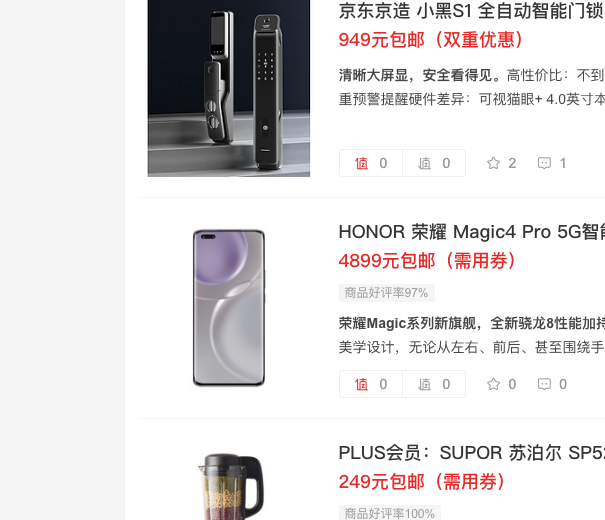 京东京造 小黑S1 全自动智能门锁
949元包邮（双重优惠）
清晰大屏显，安全看得见。高性价比：不到
重预警提醒硬件差异：可视猫眼+ 4.0英寸本
值 0 值 0 2 1
HONOR 荣耀 Magic4 Pro 5G智能
4899元包邮（需用券）
商品好评率97%
荣耀Magic系列新旗舰，全新骁龙8性能加持
美学设计，无论从左右、前后、甚至围绕手
值 0 值 0 0 0
PLUS会员：SUPOR 苏泊尔 SP52
249元包邮（需用券）
商品好评率100%